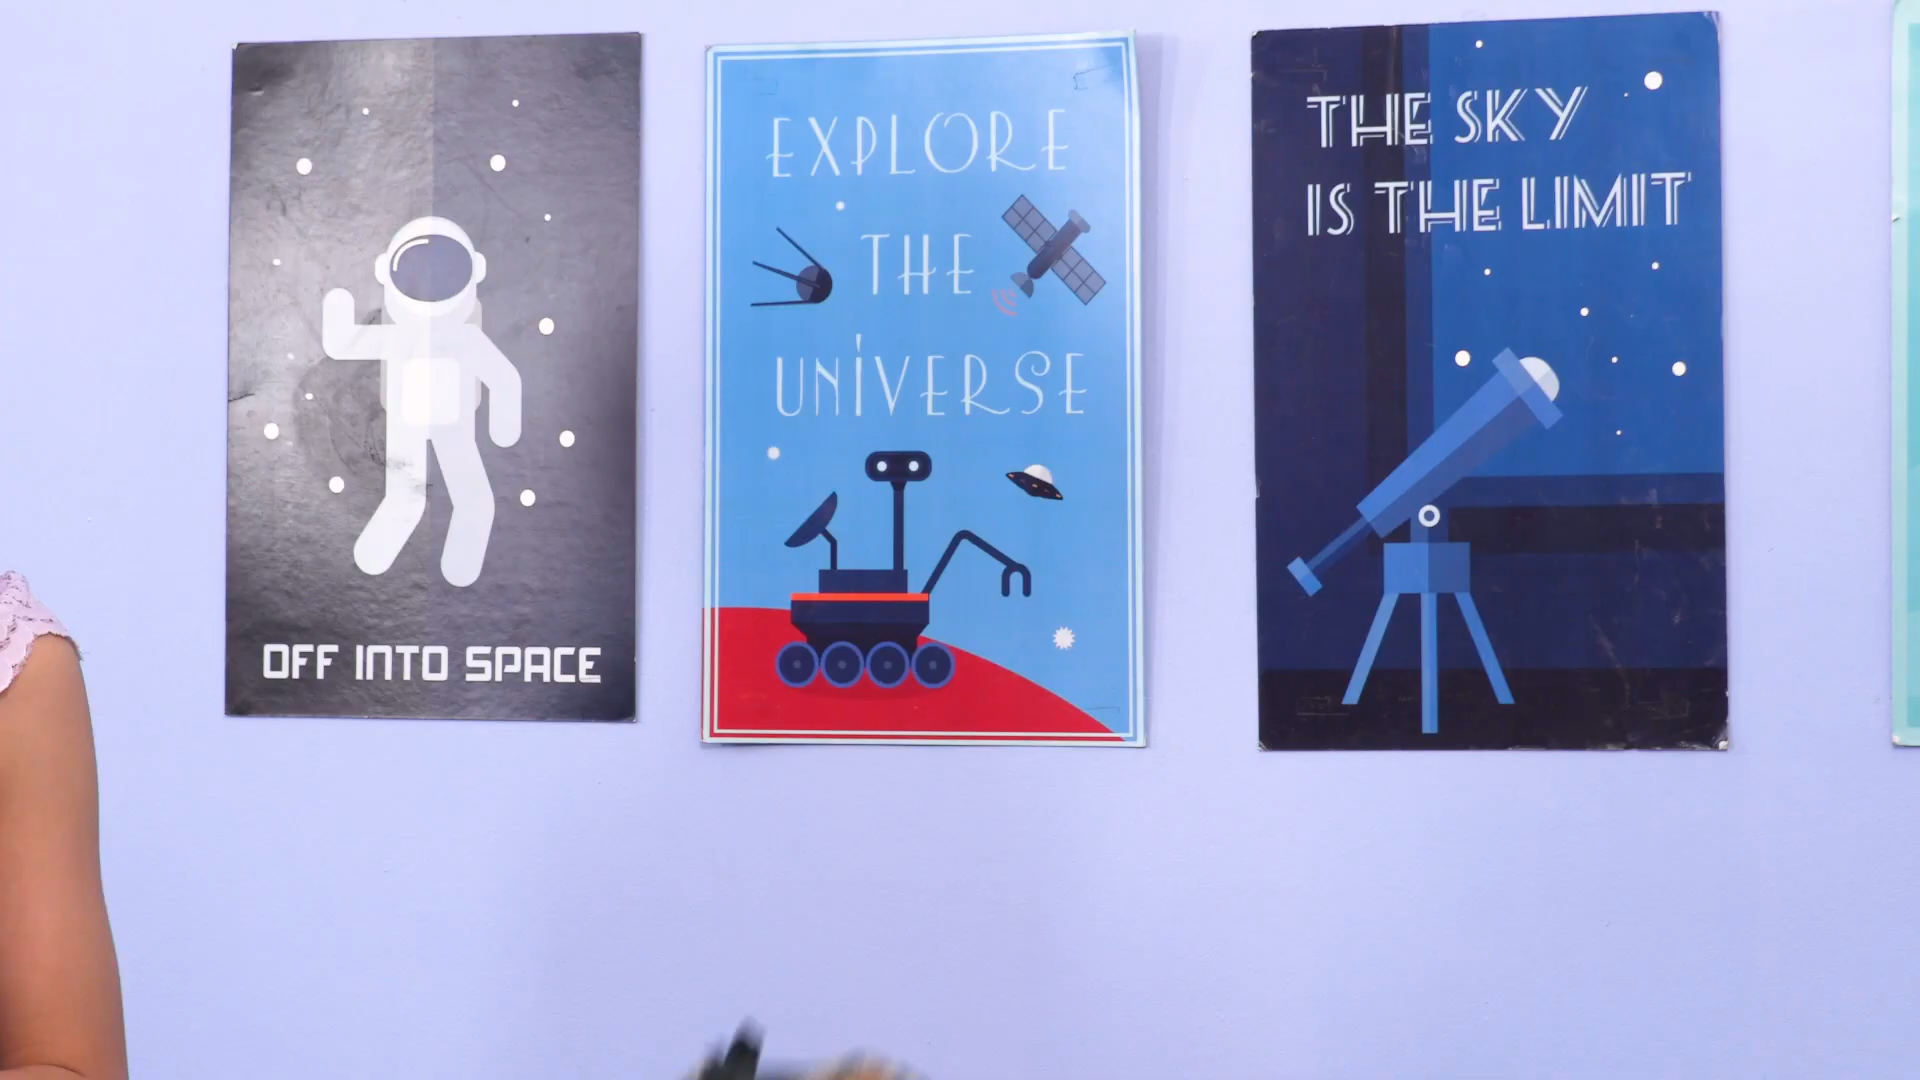 OFF INTO SPACE
EXPLORE
THE
UNIVERSE
THE SKY
IS THE LIMIT